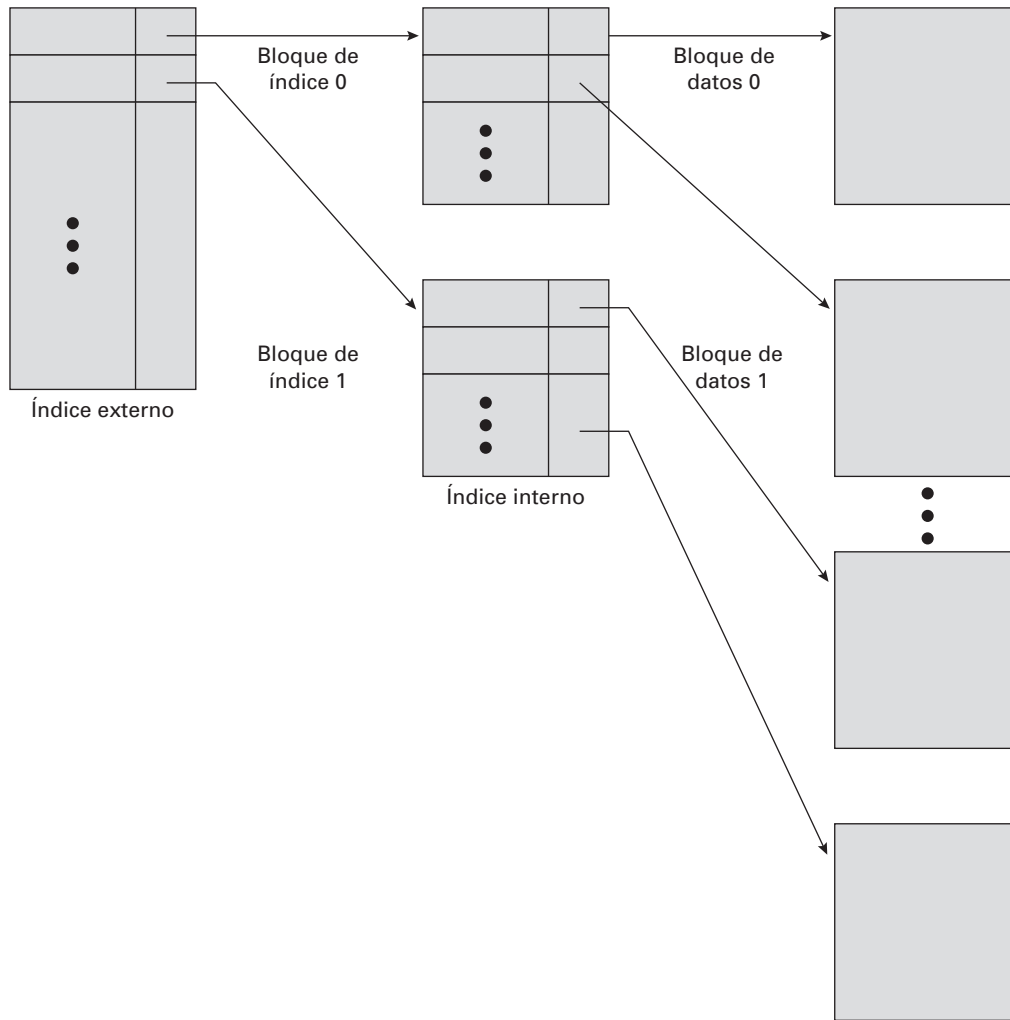 Bloque de
índice 0
Bloque de
datos 0
Bloque de
índice 1
Bloque de
datos 1
Índice externo
Índice interno